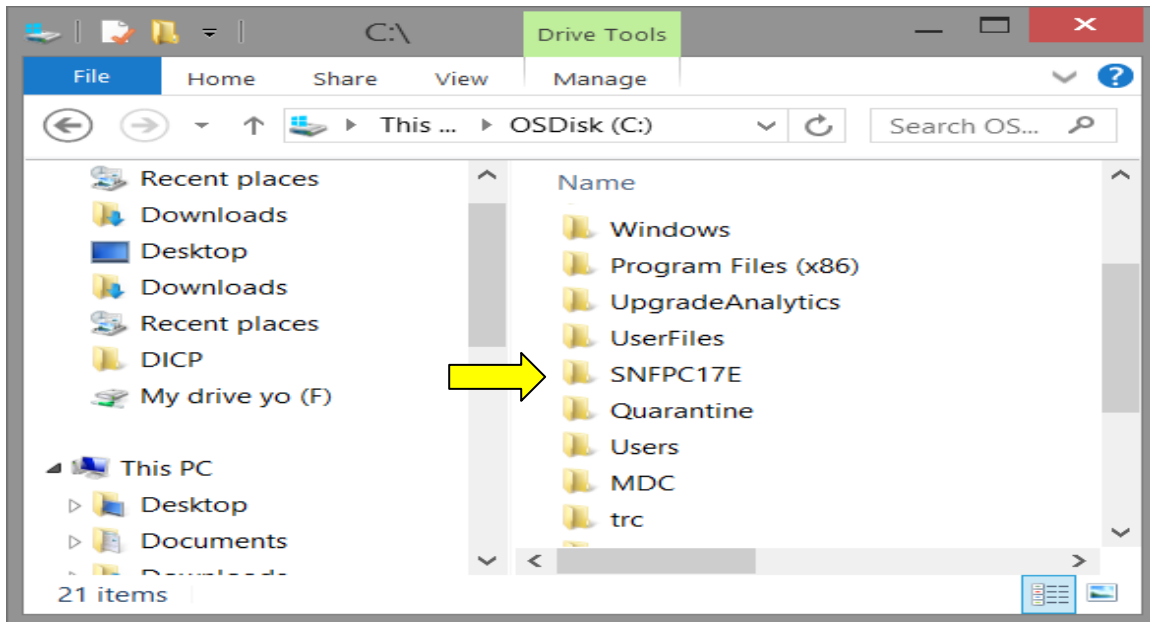 C:\
Drive Tools
File Home Share View Manage
This ... OSDisk (C:) Search OS...
Recent places
Downloads
Desktop
Downloads
Recent places
DICP
My drive yo (F)
This PC
Desktop
Documents
Name
Windows
Program Files (x86)
UpgradeAnalytics
UserFiles
SNFPC17E
Quarantine
Users
MDC
trc
21 items